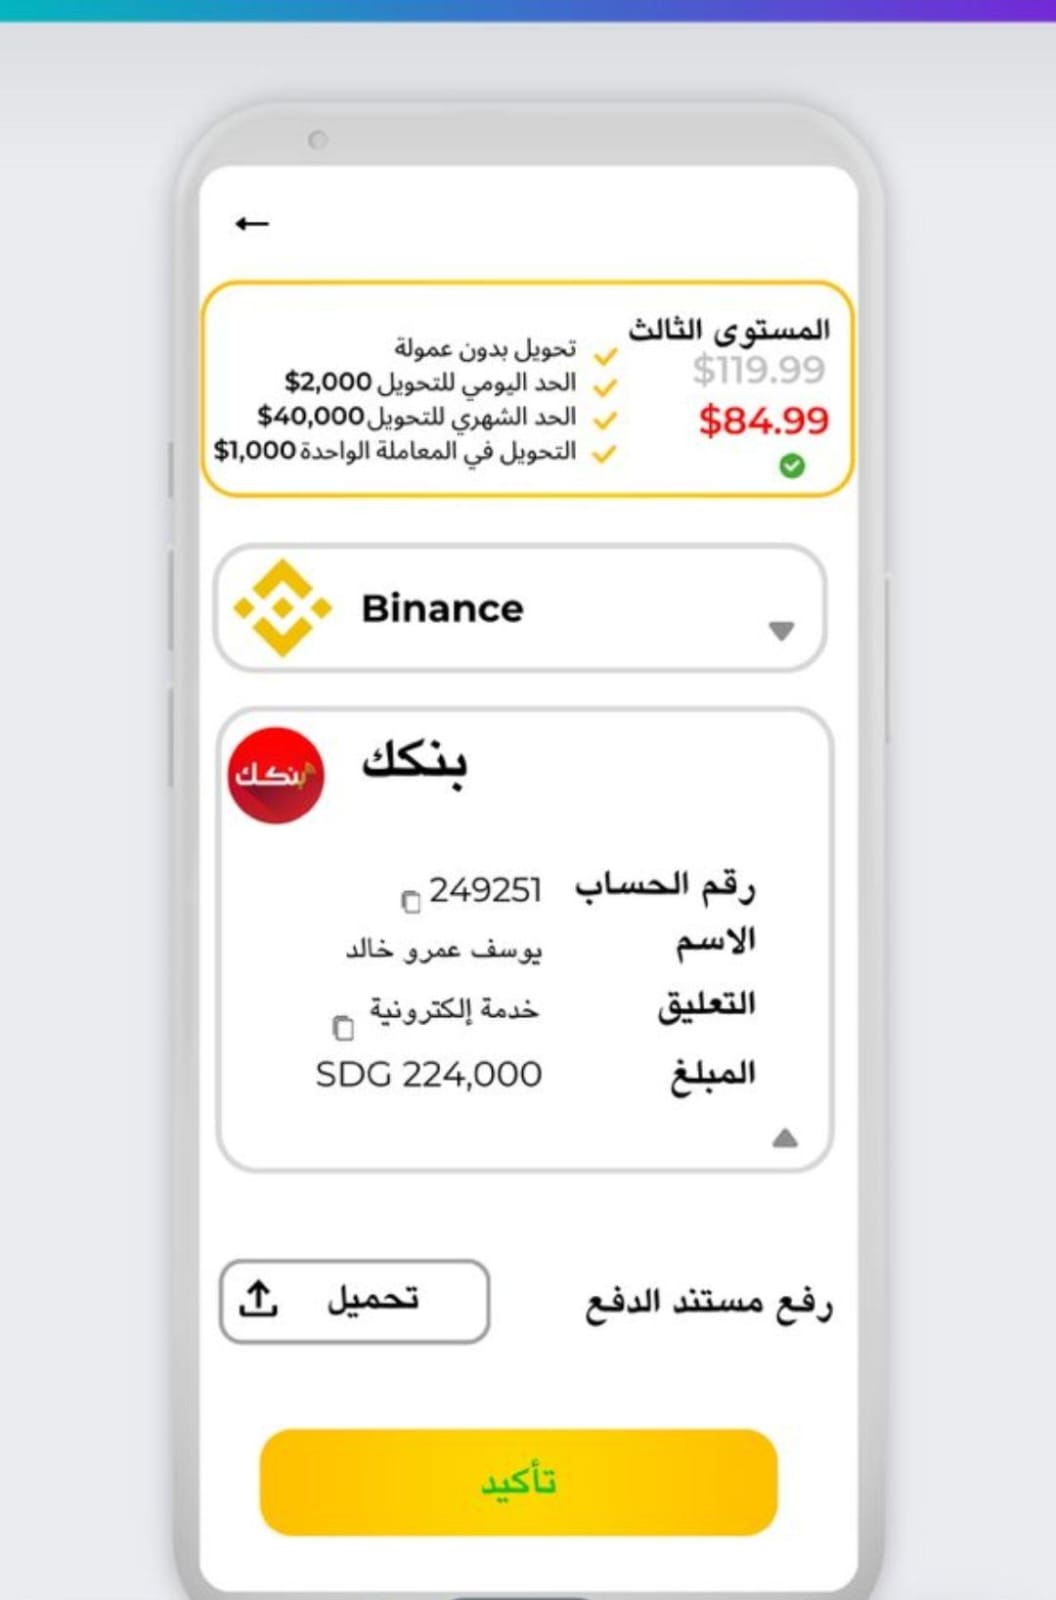 المستوى الثالث
$119.99
$84.99
تحويل بدون عمولة
الحد اليومي للتحويل $2,000
الحد الشهري للتحويل $40,000
التحويل في المعاملة الواحدة $1,000
Binance
بنكك
بنكك
رقم الحساب 249251
الاسم يوسف عمرو خالد
التعليق خدمة إلكترونية
المبلغ SDG 224,000
رفع مستند الدفع تحميل
تأكيد